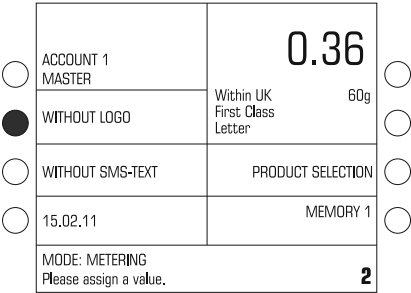 ACCOUNT 1
MASTER
0.36
Within UK 60g
First Class
Letter
WITHOUT LOGO
WITHOUT SMS-TEXT
PRODUCT SELECTION
15.02.11
MEMORY 1
MODE: METERING
Please assign a value.
2